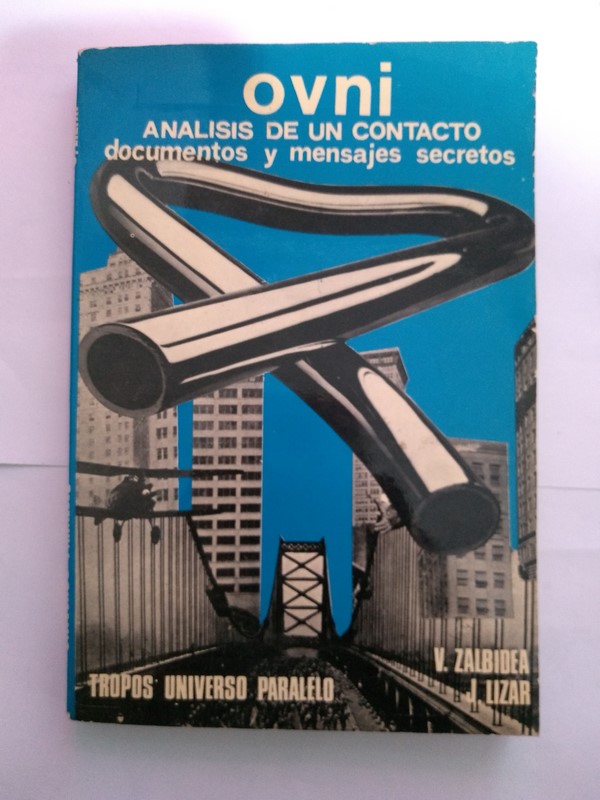 ovni
ANALISIS DE UN CONTACTO
documentos y mensajes secretos
V. ZALBIDEA
TROPOS UNIVERSO PARALELO
J LIZAR